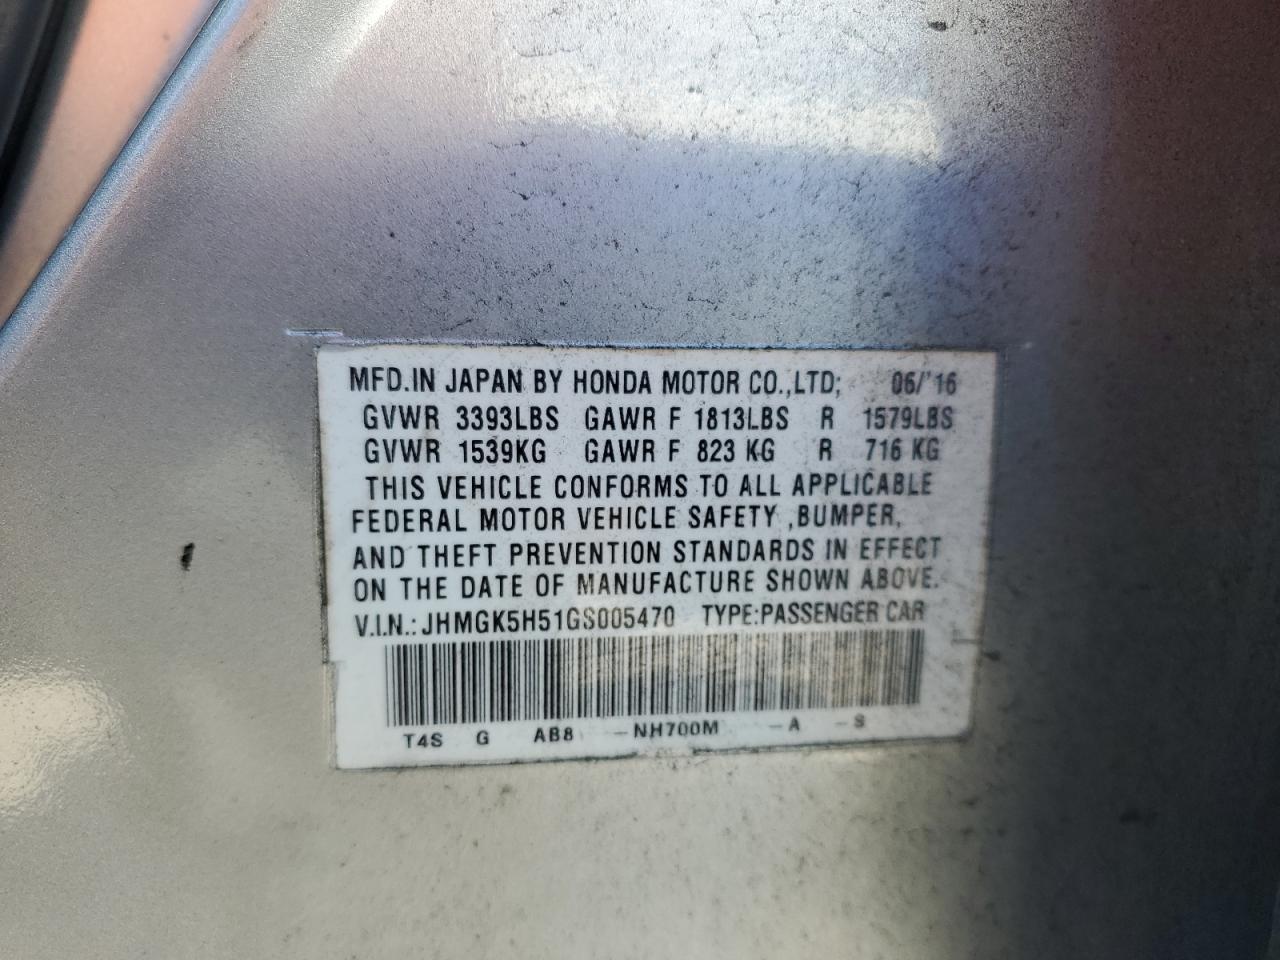 MFD.IN JAPAN BY HONDA MOTOR CO.,LTD; 06/'16
GVWR 3393LBS GAWR F 1813LBS R 1579LBS
GVWR 1539KG GAWR F 823 KG R 716 KG
THIS VEHICLE CONFORMS TO ALL APPLICABLE
FEDERAL MOTOR VEHICLE SAFETY ,BUMPER,
AND THEFT PREVENTION STANDARDS IN EFFECT
ON THE DATE OF MANUFACTURE SHOWN ABOVE.
V.I.N.: JHMGK5H51GS005470 TYPE:PASSENGER CAR
T4S G AB8 -NH700M -A -S